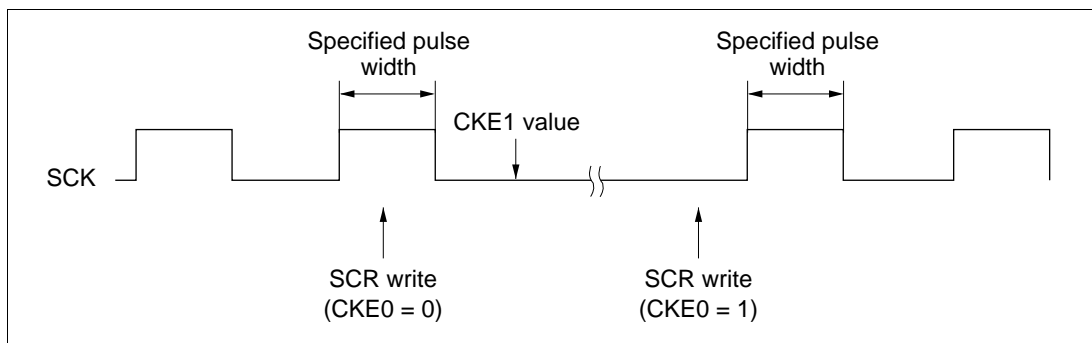 Specified pulse
width
Specified pulse
width
CKE1 value
SCK
SCR write
(CKE0 = 0)
SCR write
(CKE0 = 1)